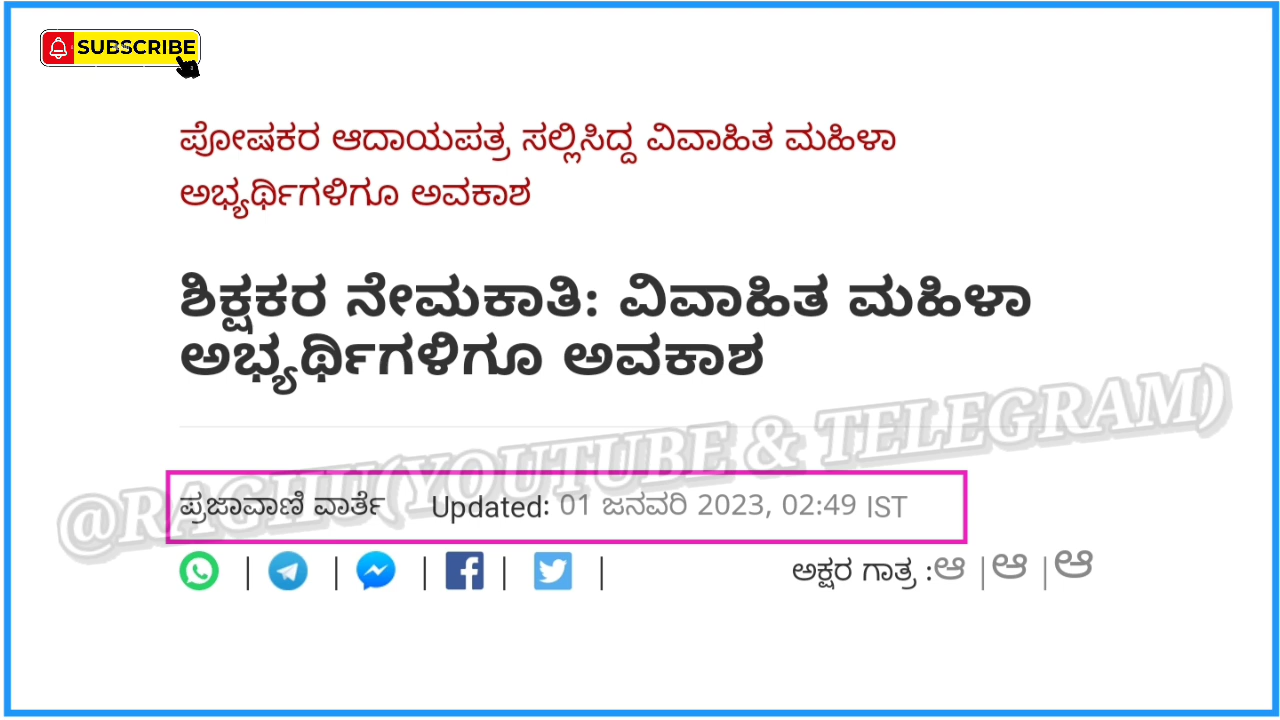 SUBSCRIBE
ಪೋಷಕರ ಆದಾಯಪತ್ರ ಸಲ್ಲಿಸಿದ್ದ ವಿವಾಹಿತ ಮಹಿಳಾ
ಅಭ್ಯರ್ಥಿಗಳಿಗೂ ಅವಕಾಶ
ಶಿಕ್ಷಕರ ನೇಮಕಾತಿ: ವಿವಾಹಿತ ಮಹಿಳಾ
ಅಭ್ಯರ್ಥಿಗಳಿಗೂ ಅವಕಾಶ
@RAGHU(YOUTUBE & TELEGRAM)
ಪ್ರಜಾವಾಣಿ ವಾರ್ತೆ Updated: 01 ಜನವರಿ 2023, 02:49 IST
| | | | | ಅಕ್ಷರ ಗಾತ್ರ :ಆ |ಆ |ಆ